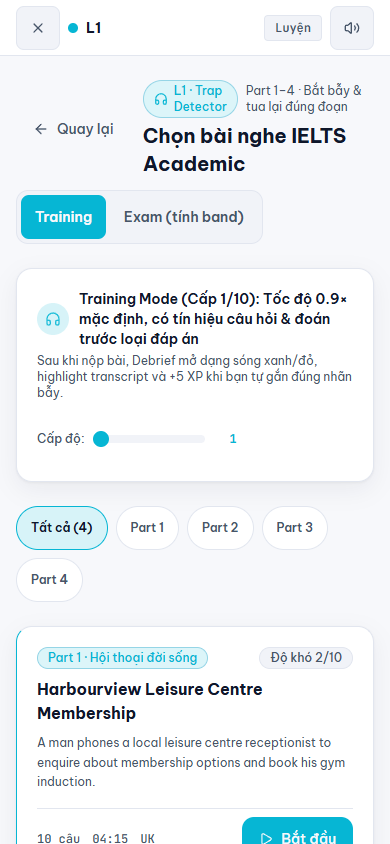 L1
Luyện
Quay lại
L1 · Trap
Detector
Part 1–4 · Bắt bẫy &
tua lại đúng đoạn
Chọn bài nghe IELTS
Academic
Training
Exam (tính band)
Training Mode (Cấp 1/10): Tốc độ 0.9×
mặc định, có tín hiệu câu hỏi & đoán
trước loại đáp án
Sau khi nộp bài, Debrief mở dạng sóng xanh/đỏ,
highlight transcript và +5 XP khi bạn tự gắn đúng nhãn
bẫy.
Cấp độ:
1
Tất cả (4)
Part 1
Part 2
Part 3
Part 4
Part 1 · Hội thoại đời sống
Độ khó 2/10
Harbourview Leisure Centre
Membership
A man phones a local leisure centre receptionist to
enquire about membership options and book his gym
induction.
10 câu 04:15 UK
Bắt đầu